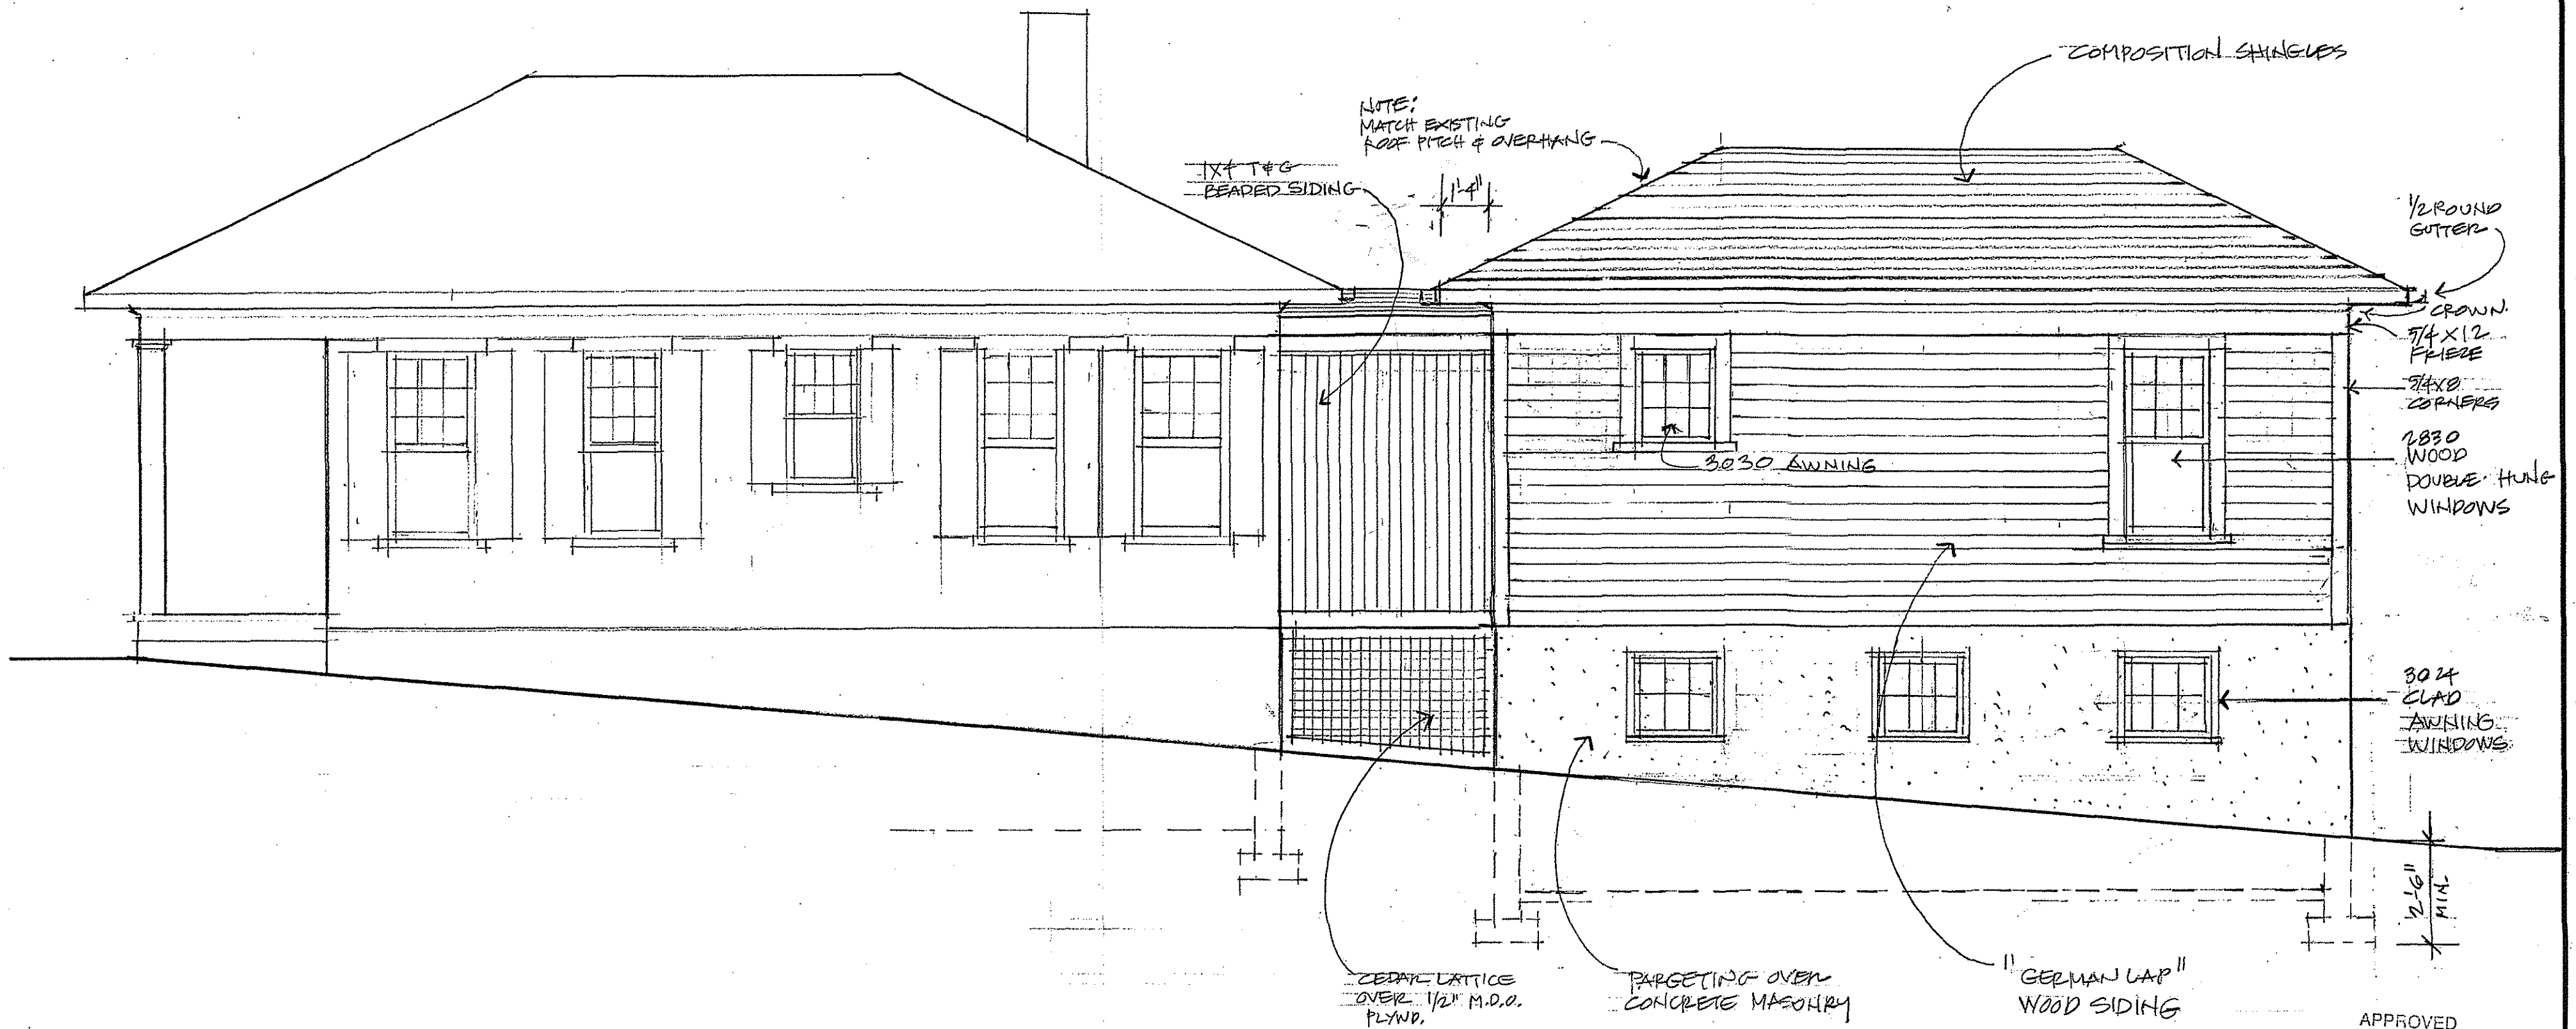 COMPOSITION SHINGLES
NOTE:
MATCH EXISTING
ROOF PITCH & OVERHANG
1X4 T&G
BEADED SIDING
1'-4"
1/2 ROUND
GUTTER
CROWN.
5/4 X 12
FRIEZE
5/4X8
CORNERS
2830
WOOD
DOUBLE-HUNG
WINDOWS
3030 AWNING
3024
CLAD
AWNING
WINDOWS
2'-6"
MIN.
CEDAR LATTICE
OVER 1/2" M.D.O.
PLYWD.
PARGETING OVER
CONCRETE MASONRY
"GERMAN LAP"
WOOD SIDING
APPROVED